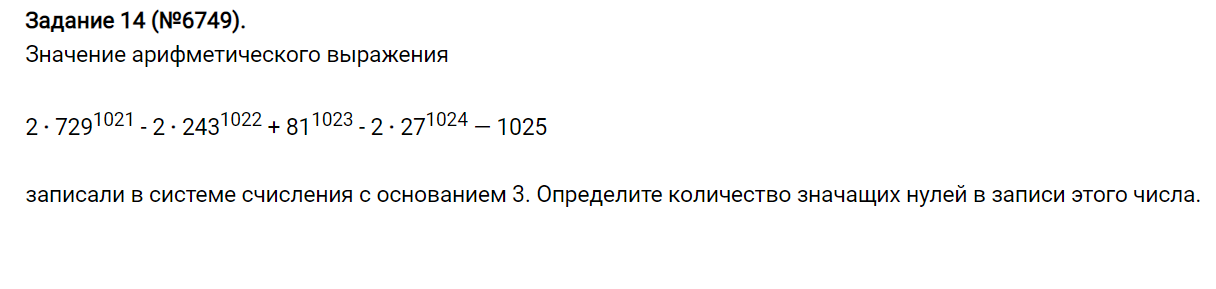 Задание 14 (№6749).
Значение арифметического выражения
2 · 729^1021 - 2 · 243^1022 + 81^1023 - 2 · 27^1024 — 1025
записали в системе счисления с основанием 3. Определите количество значащих нулей в записи этого числа.